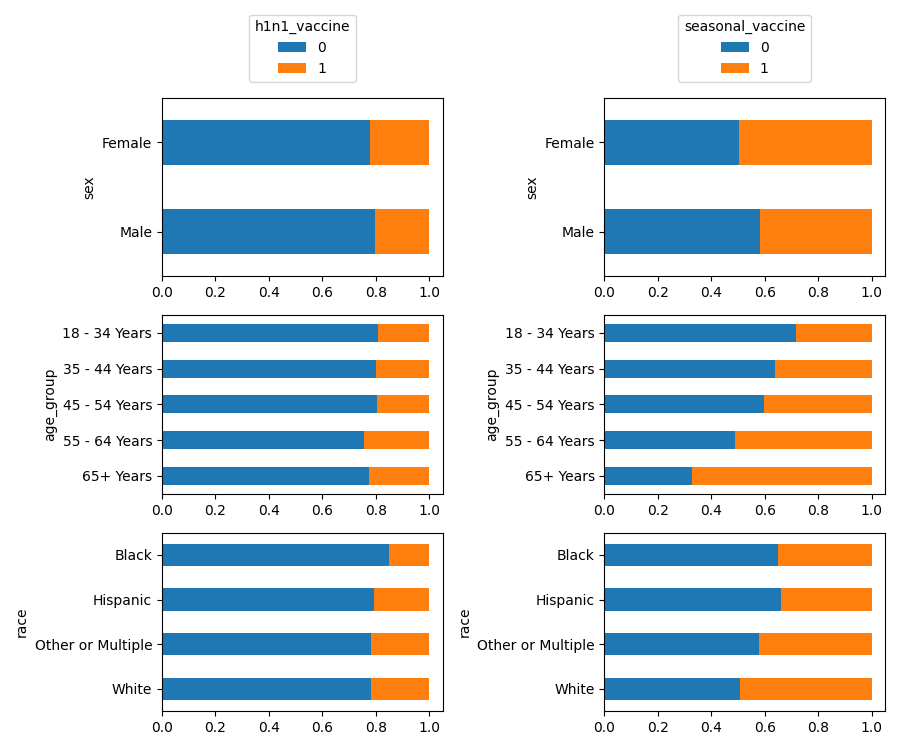 h1n1_vaccine
0
1
seasonal_vaccine
0
1
sex
Female
Male
0.0 0.2 0.4 0.6 0.8 1.0
sex
Female
Male
0.0 0.2 0.4 0.6 0.8 1.0
age_group
18 - 34 Years
35 - 44 Years
45 - 54 Years
55 - 64 Years
65+ Years
0.0 0.2 0.4 0.6 0.8 1.0
age_group
18 - 34 Years
35 - 44 Years
45 - 54 Years
55 - 64 Years
65+ Years
0.0 0.2 0.4 0.6 0.8 1.0
race
Black
Hispanic
Other or Multiple
White
0.0 0.2 0.4 0.6 0.8 1.0
race
Black
Hispanic
Other or Multiple
White
0.0 0.2 0.4 0.6 0.8 1.0